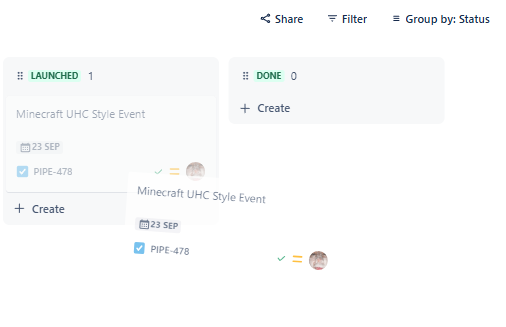 Share Filter Group by: Status
LAUNCHED 1
Minecraft UHC Style Event
23 SEP
PIPE-478
Create
DONE 0
Create
Minecraft UHC Style Event
23 SEP
PIPE-478